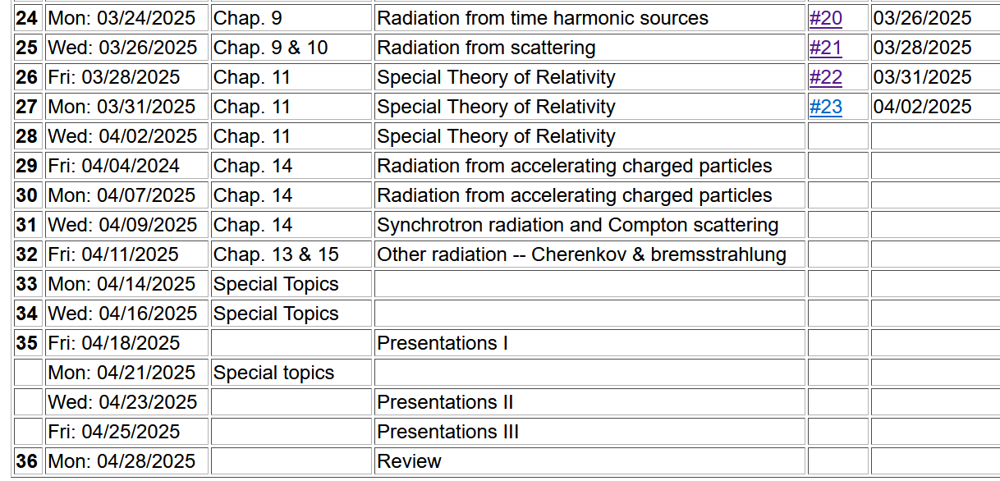 24 Mon: 03/24/2025 Chap. 9 Radiation from time harmonic sources #20 03/26/2025
25 Wed: 03/26/2025 Chap. 9 & 10 Radiation from scattering #21 03/28/2025
26 Fri: 03/28/2025 Chap. 11 Special Theory of Relativity #22 03/31/2025
27 Mon: 03/31/2025 Chap. 11 Special Theory of Relativity #23 04/02/2025
28 Wed: 04/02/2025 Chap. 11 Special Theory of Relativity
29 Fri: 04/04/2024 Chap. 14 Radiation from accelerating charged particles
30 Mon: 04/07/2025 Chap. 14 Radiation from accelerating charged particles
31 Wed: 04/09/2025 Chap. 14 Synchrotron radiation and Compton scattering
32 Fri: 04/11/2025 Chap. 13 & 15 Other radiation -- Cherenkov & bremsstrahlung
33 Mon: 04/14/2025 Special Topics
34 Wed: 04/16/2025 Special Topics
35 Fri: 04/18/2025 Presentations I
Mon: 04/21/2025 Special topics
Wed: 04/23/2025 Presentations II
Fri: 04/25/2025 Presentations III
36 Mon: 04/28/2025 Review